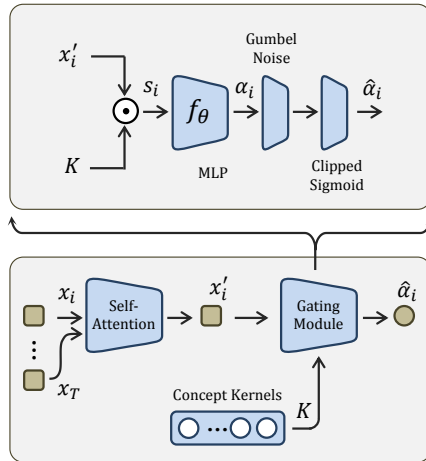 Gumbel
Noise
x′ᵢ
sᵢ
αᵢ
α̂ᵢ
f_θ
K
MLP
Clipped
Sigmoid
xᵢ
Self-
Attention
x′ᵢ
Gating
Module
α̂ᵢ
...
x_T
Concept Kernels
K
...